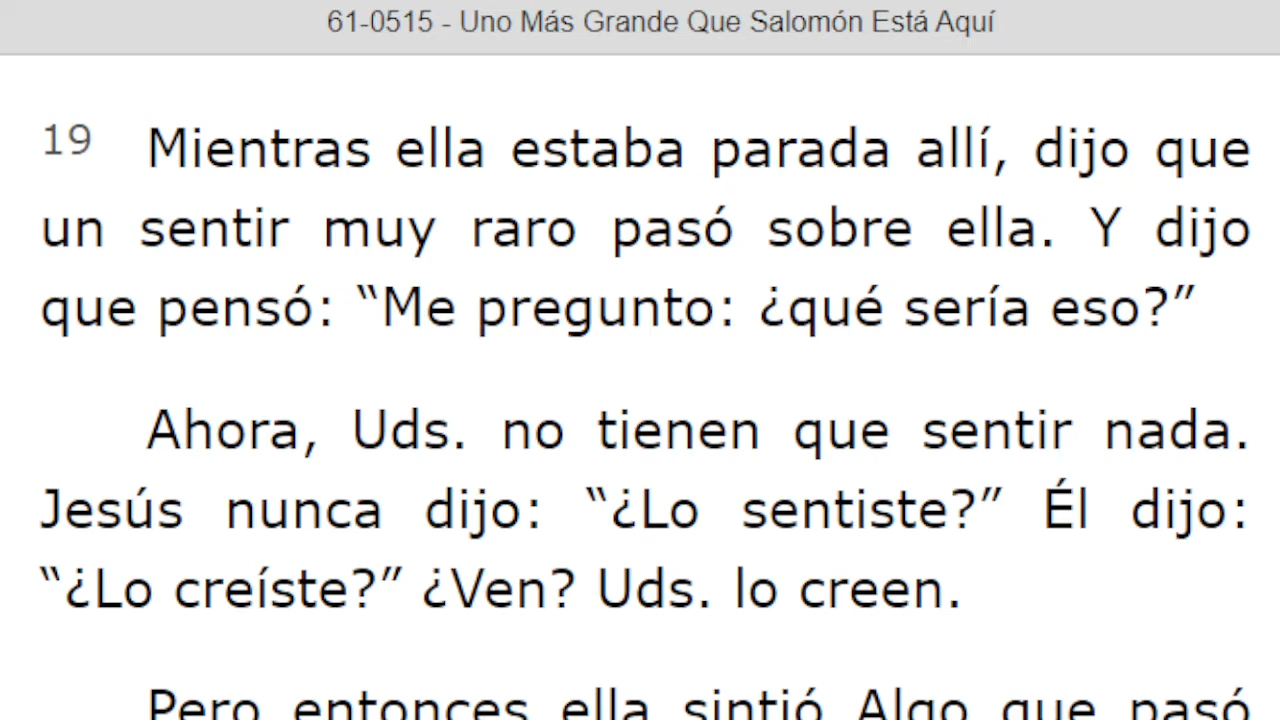 61-0515 - Uno Más Grande Que Salomón Está Aquí
19 Mientras ella estaba parada allí, dijo que
un sentir muy raro pasó sobre ella. Y dijo
que pensó: “Me pregunto: ¿qué sería eso?”
Ahora, Uds. no tienen que sentir nada.
Jesús nunca dijo: “¿Lo sentiste?” Él dijo:
“¿Lo creíste?” ¿Ven? Uds. lo creen.
Pero entonces ella sintió Algo que pasó